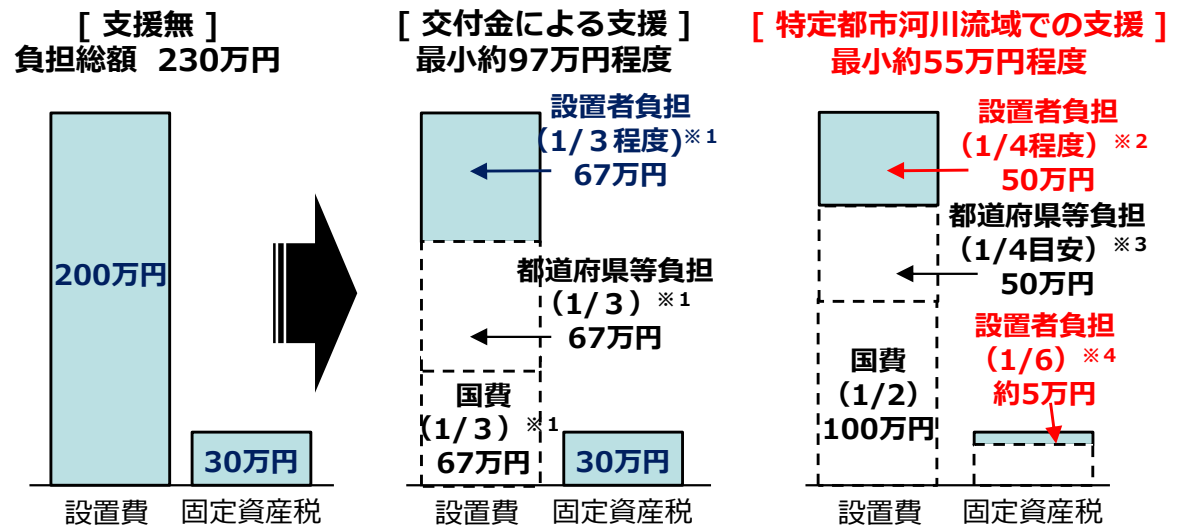 [ 支援無 ]
負担総額 230万円
200万円
30万円
設置費
固定資産税
[ 交付金による支援 ]
最小約97万円程度
設置者負担
(1/３程度)※１
67万円
都道府県等負担
（1/３）※１
67万円
国費
（1/３）※１
67万円
30万円
設置費
固定資産税
[ 特定都市河川流域での支援 ]
最小約55万円程度
設置者負担
（1/4程度）※２
50万円
都道府県等負担
（1/4目安）※３
50万円
設置者負担
（1/6）※４
約5万円
国費
（1/2）
100万円
設置費
固定資産税